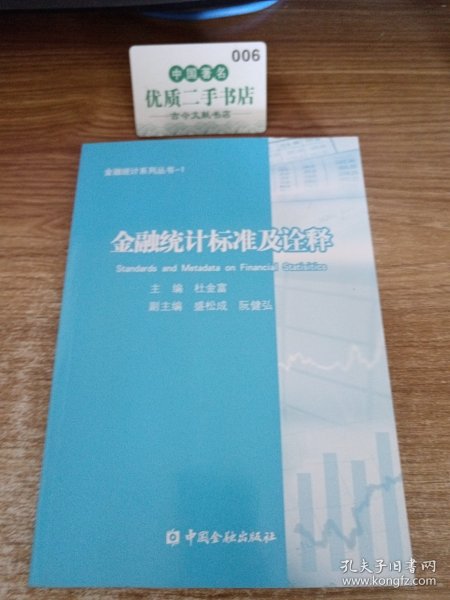 006
中国著名
优质二手书店
古今文献书店
金融统计系列丛书-1
金融统计标准及诠释
Standards and Metadata on Financial Statistics
主 编 杜金富
副主编 盛松成 阮健弘
中国金融出版社
孔夫子旧书网
www.kongfz.com